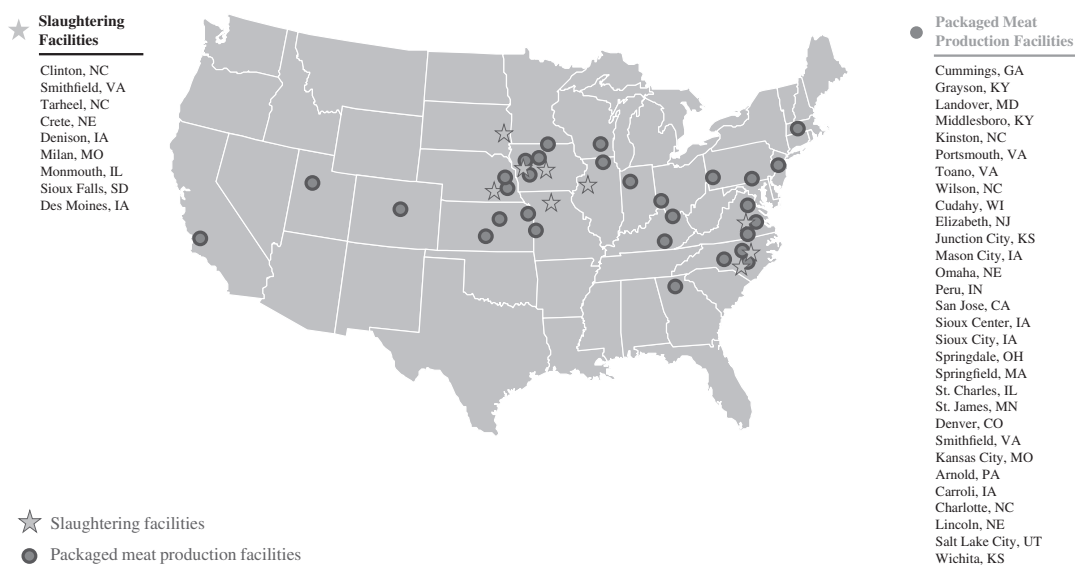 Slaughtering
Facilities
Clinton, NC
Smithfield, VA
Tarheel, NC
Crete, NE
Denison, IA
Milan, MO
Monmouth, IL
Sioux Falls, SD
Des Moines, IA
Packaged Meat
Production Facilities
Cummings, GA
Grayson, KY
Landover, MD
Middlesboro, KY
Kinston, NC
Portsmouth, VA
Toano, VA
Wilson, NC
Cudahy, WI
Elizabeth, NJ
Junction City, KS
Mason City, IA
Omaha, NE
Peru, IN
San Jose, CA
Sioux Center, IA
Sioux City, IA
Springdale, OH
Springfield, MA
St. Charles, IL
St. James, MN
Denver, CO
Smithfield, VA
Kansas City, MO
Arnold, PA
Carroli, IA
Charlotte, NC
Lincoln, NE
Salt Lake City, UT
Wichita, KS
Slaughtering facilities
Packaged meat production facilities